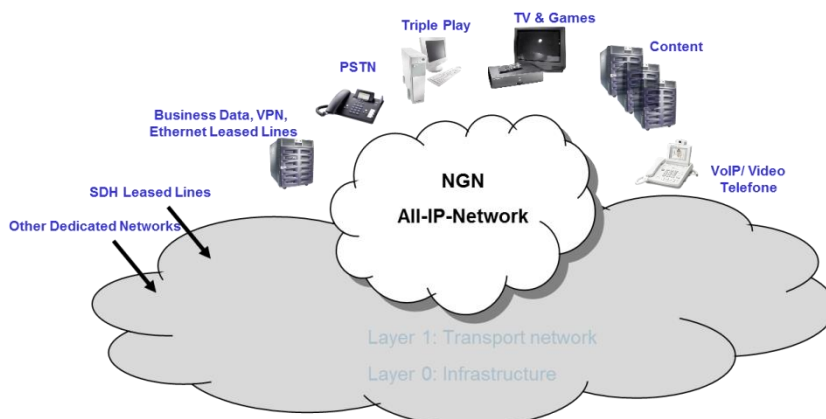 TV & Games
Triple Play
Content
PSTN
Business Data, VPN,
Ethernet Leased Lines
NGN
All-IP-Network
VoIP/ Video
Telefone
SDH Leased Lines
Other Dedicated Networks
Layer 1: Transport network
Layer 0: Infrastructure